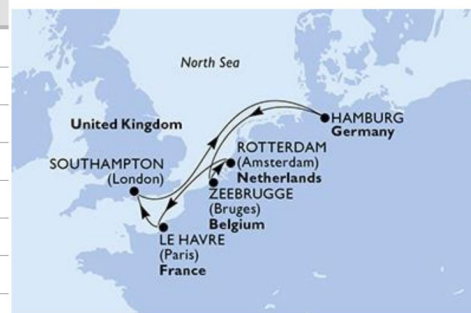 North Sea
HAMBURG
Germany
United Kingdom
ROTTERDAM
(Amsterdam)
Netherlands
SOUTHAMPTON
(London)
ZEEBRUGGE
(Bruges)
Belgium
LE HAVRE
(Paris)
France